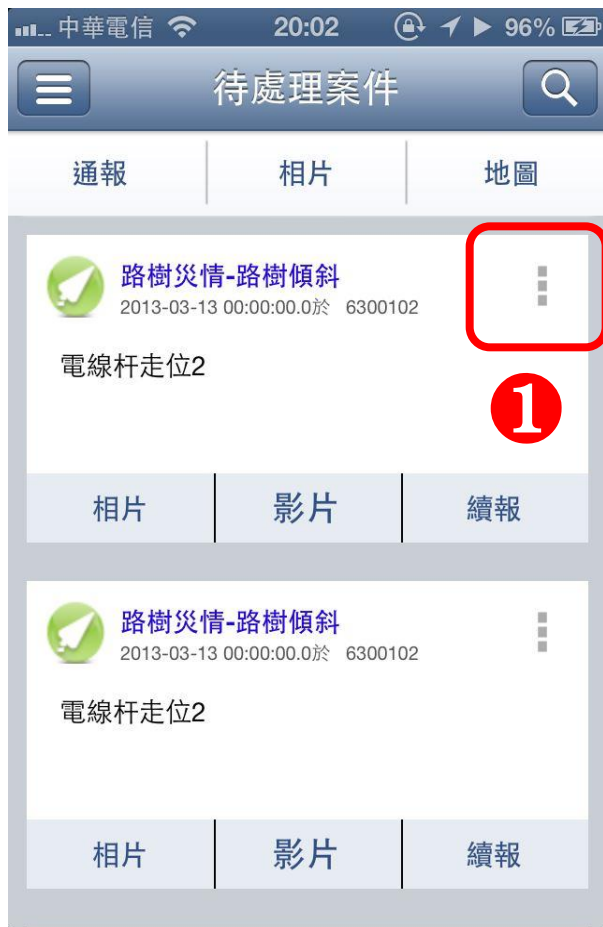 中華電信 20:02 96%
待處理案件
通報 相片 地圖
路樹災情-路樹傾斜
2013-03-13 00:00:00.0於 6300102
電線杆走位2
1
相片 影片 續報
路樹災情-路樹傾斜
2013-03-13 00:00:00.0於 6300102
電線杆走位2
相片 影片 續報